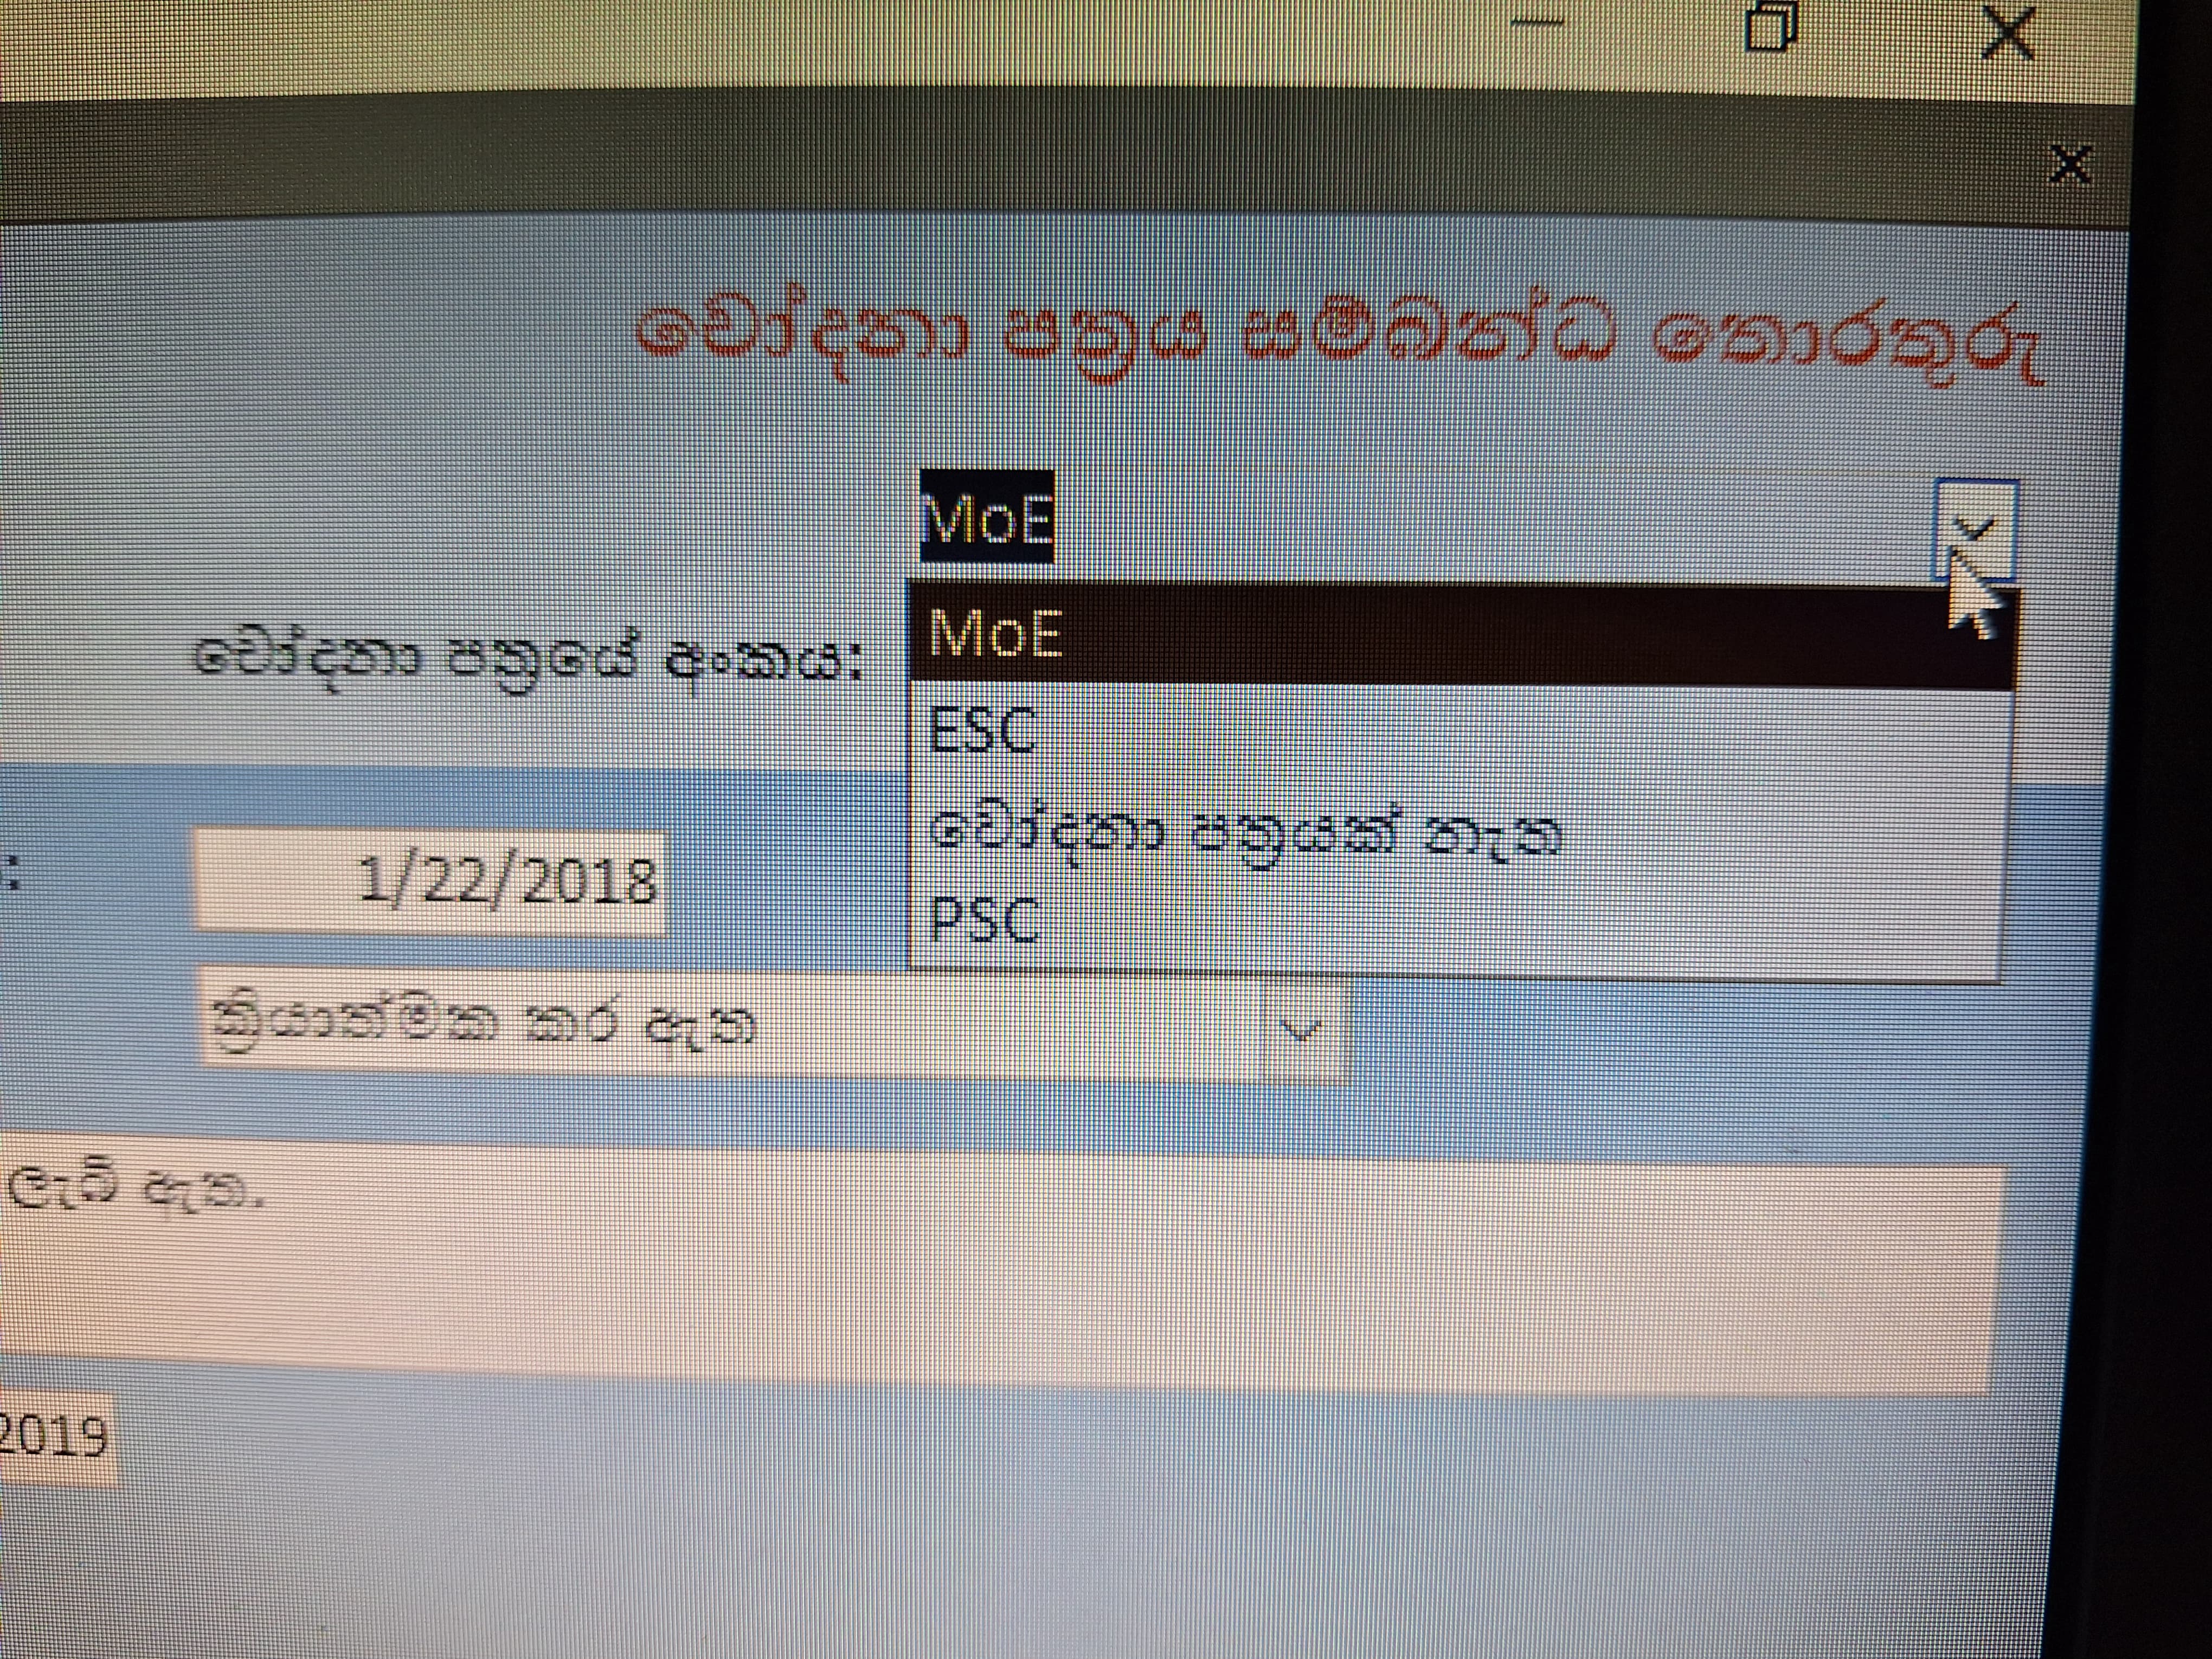 චෝදනා පත්‍රය සම්බන්ධ තොරතුරු
MoE
MoE
චෝදනා පත්‍රයේ අංකය:
ESC
චෝදනා පත්‍රයක් නැත
1/22/2018
PSC
ක්‍රියාත්මක කර ඇත
ලැබී ඇත.
2019